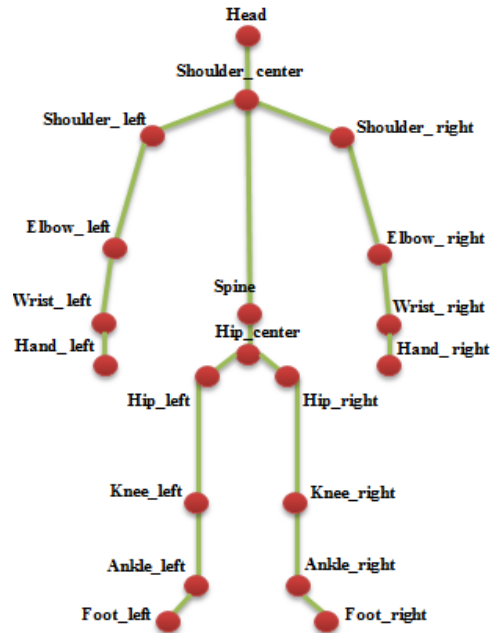 Head
Shoulder_ center
Shoulder_ left
Shoulder_ right
Elbow_ left
Elbow_ right
Spine
Wrist_ left
Wrist_ right
Hip_center
Hand_ left
Hand_ right
Hip_left
Hip_right
Knee_left
Knee_right
Ankle_left
Ankle_right
Foot_left
Foot_right